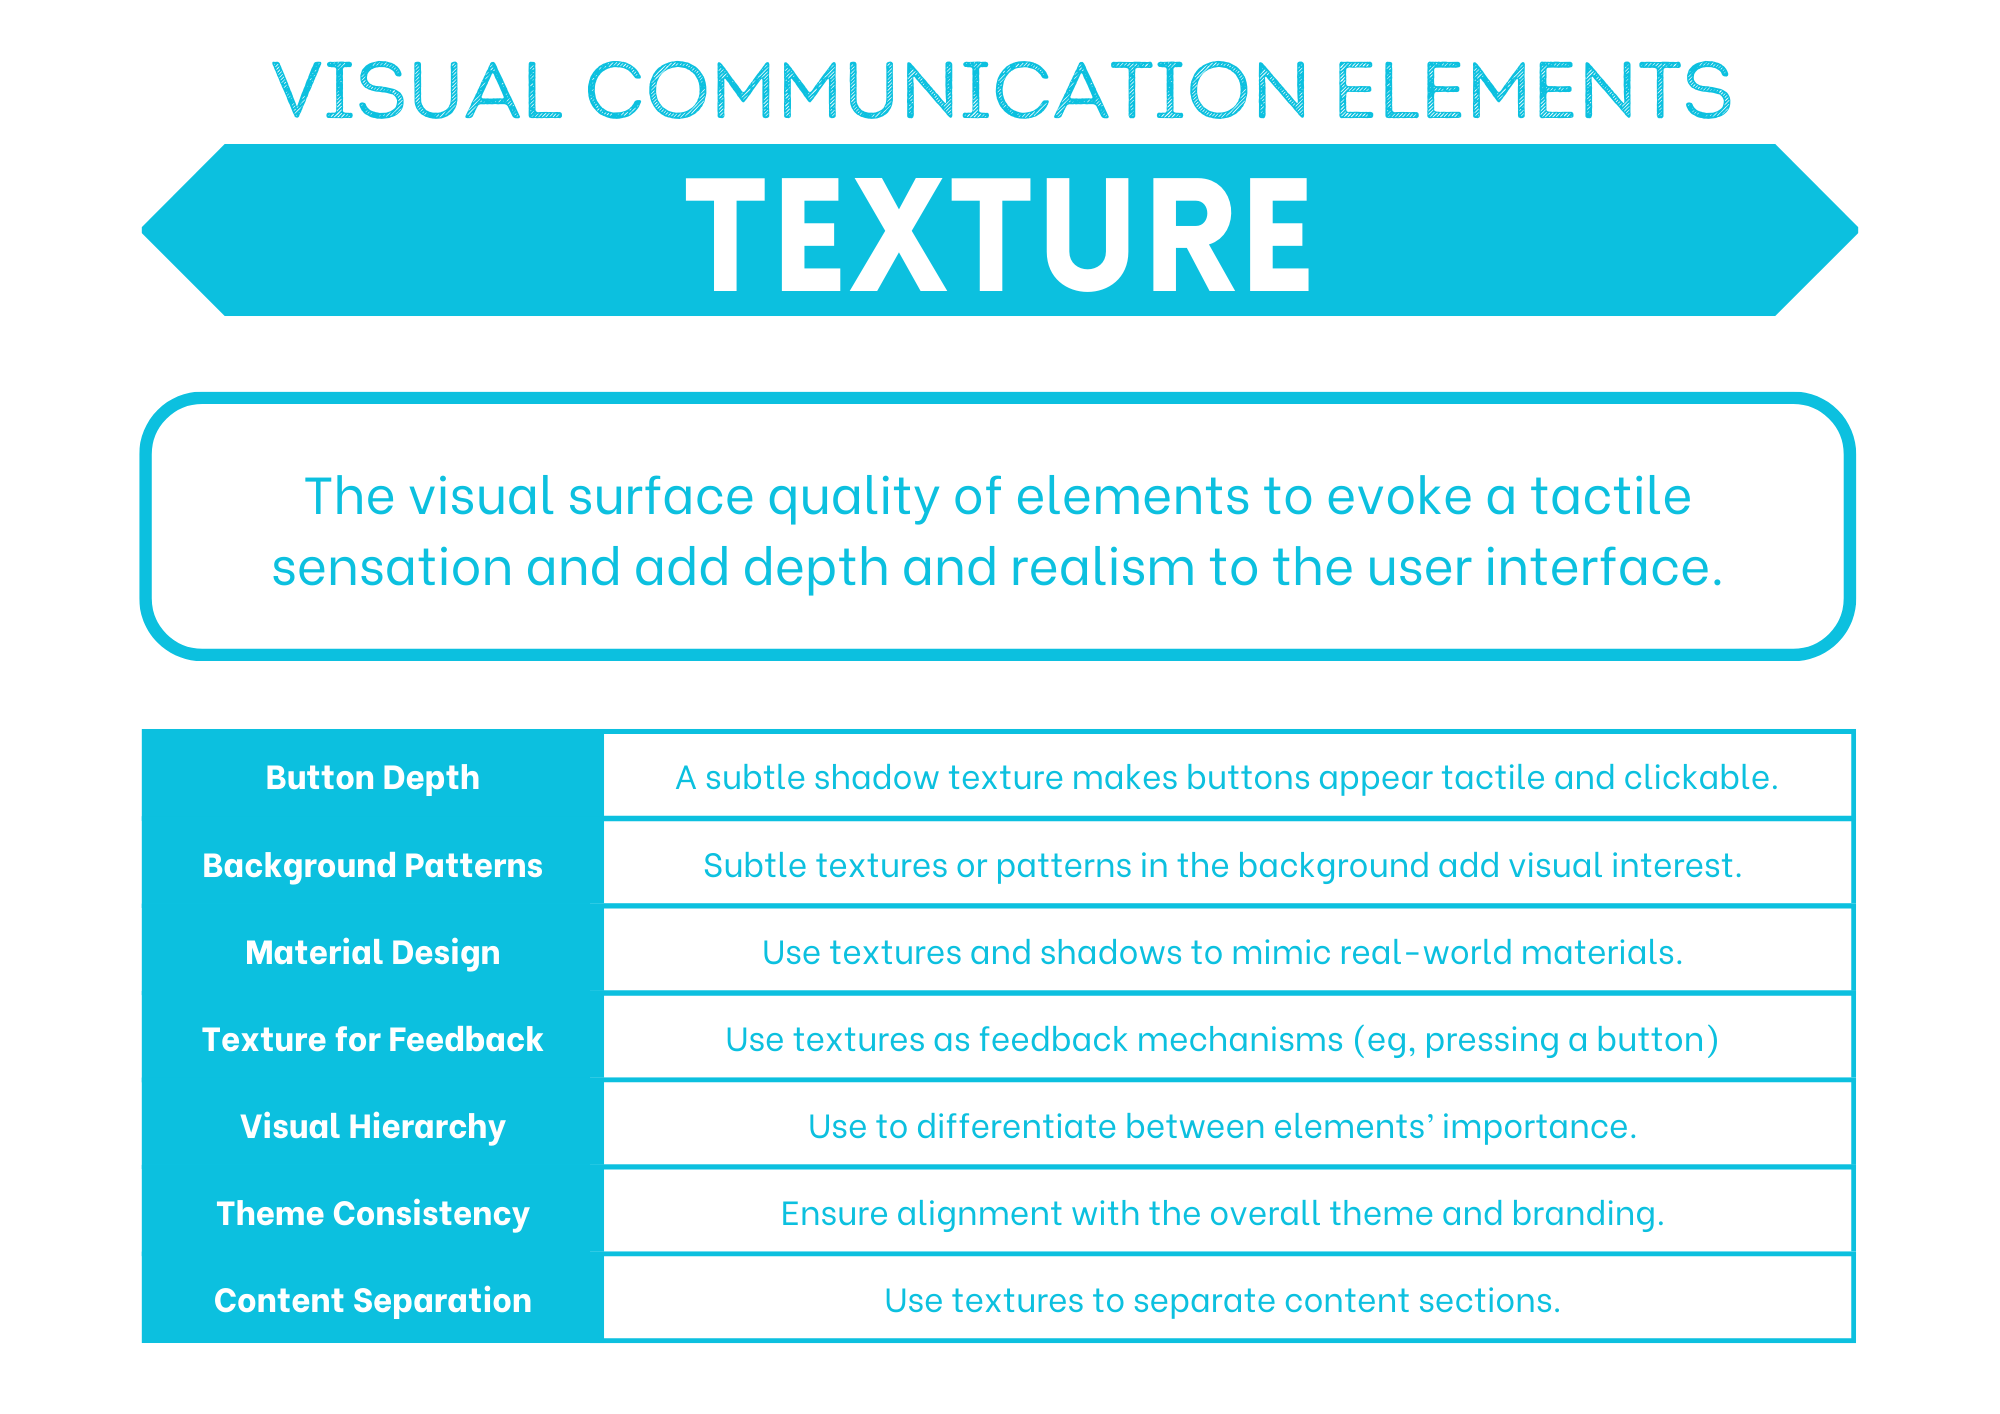 VISUAL COMMUNICATION ELEMENTS
TEXTURE
The visual surface quality of elements to evoke a tactile
sensation and add depth and realism to the user interface.
Button Depth
A subtle shadow texture makes buttons appear tactile and clickable.
Background Patterns
Subtle textures or patterns in the background add visual interest.
Material Design
Use textures and shadows to mimic real-world materials.
Texture for Feedback
Use textures as feedback mechanisms (eg, pressing a button)
Visual Hierarchy
Use to differentiate between elements’ importance.
Theme Consistency
Ensure alignment with the overall theme and branding.
Content Separation
Use textures to separate content sections.